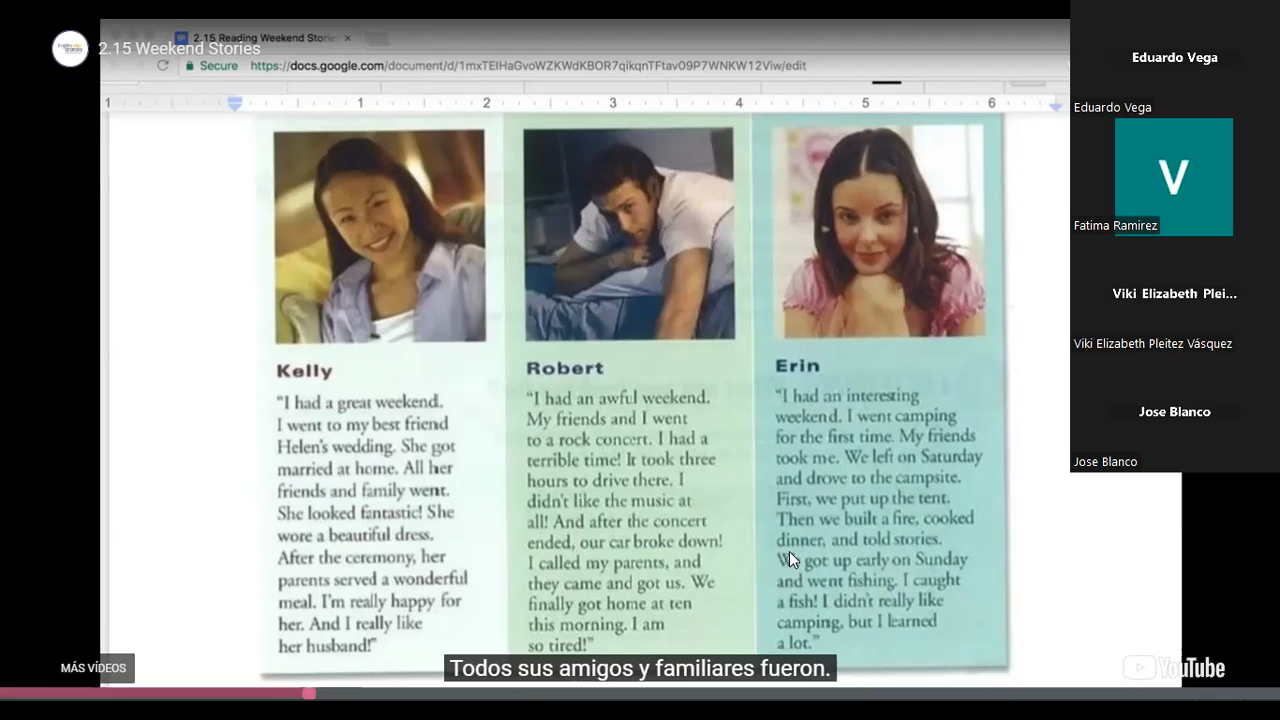 2.15 Reading Weekend Storie
2.15 Weekend Stories
Secure
https://docs.google.com/document/d/1mxTEIHaGvoWZKWdKBOR7qikqnTFtav09P7WNKW12Viw/edit
1 1 2 3 4 5 6
Kelly
"I had a great weekend.
I went to my best friend
Helen's wedding. She got
married at home. All her
friends and family went.
She looked fantastic! She
wore a beautiful dress.
After the ceremony, her
parents served a wonderful
meal. I'm really happy for
her. And I really like
her husband!"
Robert
"I had an awful weekend.
My friends and I went
to a rock concert. I had a
terrible time! It took three
hours to drive there. I
didn't like the music at
all! And after the concert
ended, our car broke down!
I called my parents, and
they came and got us. We
finally got home at ten
this morning. I am
so tired!"
Erin
"I had an interesting
weekend. I went camping
for the first time. My friends
took me. We left on Saturday
and drove to the campsite.
First, we put up the tent.
Then we built a fire, cooked
dinner, and told stories.
We got up early on Sunday
and went fishing. I caught
a fish! I didn't really like
camping, but I learned
a lot."
Todos sus amigos y familiares fueron.
MÁS VÍDEOS
YouTube
Eduardo Vega
Eduardo Vega
V
Fatima Ramirez
Viki Elizabeth Plei...
Viki Elizabeth Pleitez Vásquez
Jose Blanco
Jose Blanco